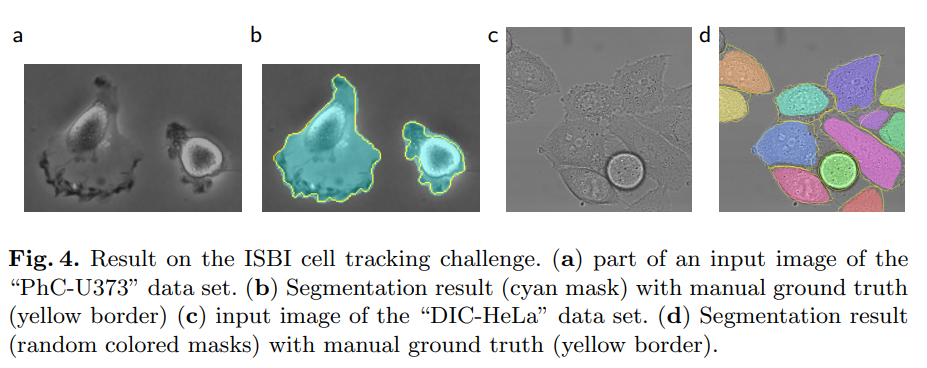 a b c d
Fig. 4. Result on the ISBI cell tracking challenge. (a) part of an input image of the
“PhC-U373” data set. (b) Segmentation result (cyan mask) with manual ground truth
(yellow border) (c) input image of the “DIC-HeLa” data set. (d) Segmentation result
(random colored masks) with manual ground truth (yellow border).